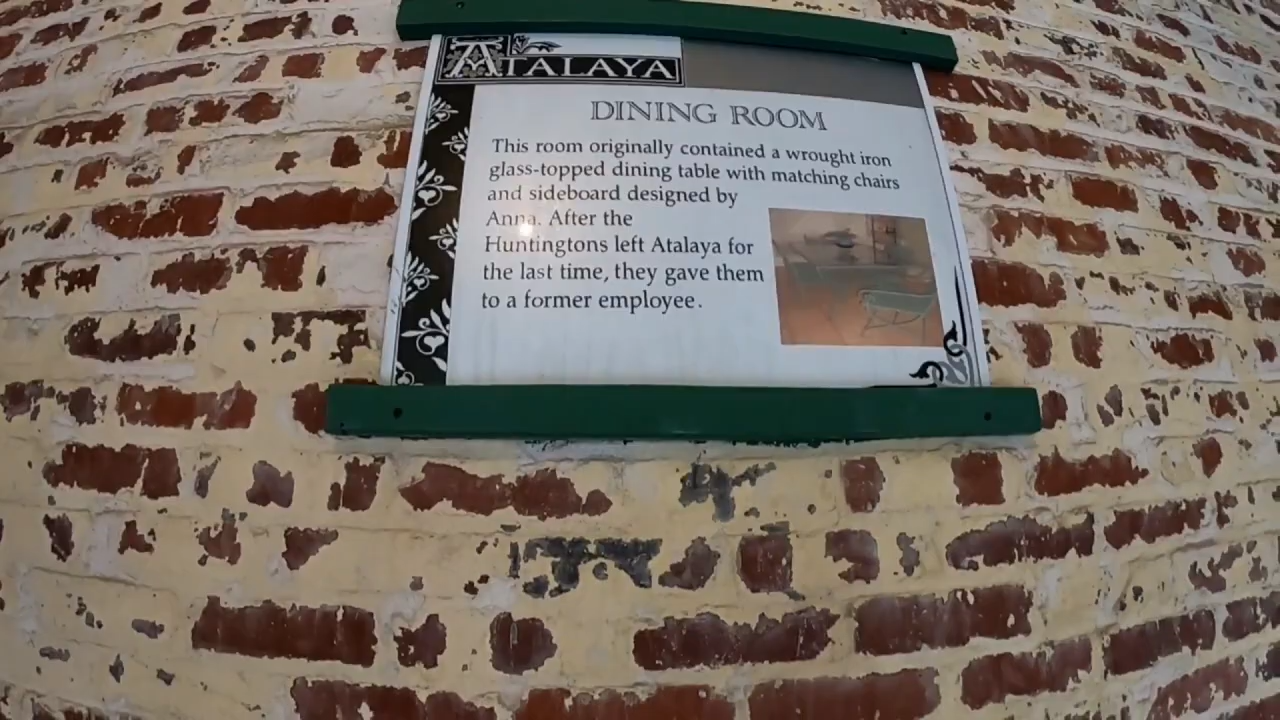 ATALAYA
DINING ROOM
This room originally contained a wrought iron
glass-topped dining table with matching chairs
and sideboard designed by
Anna. After the
Huntingtons left Atalaya for
the last time, they gave them
to a former employee.